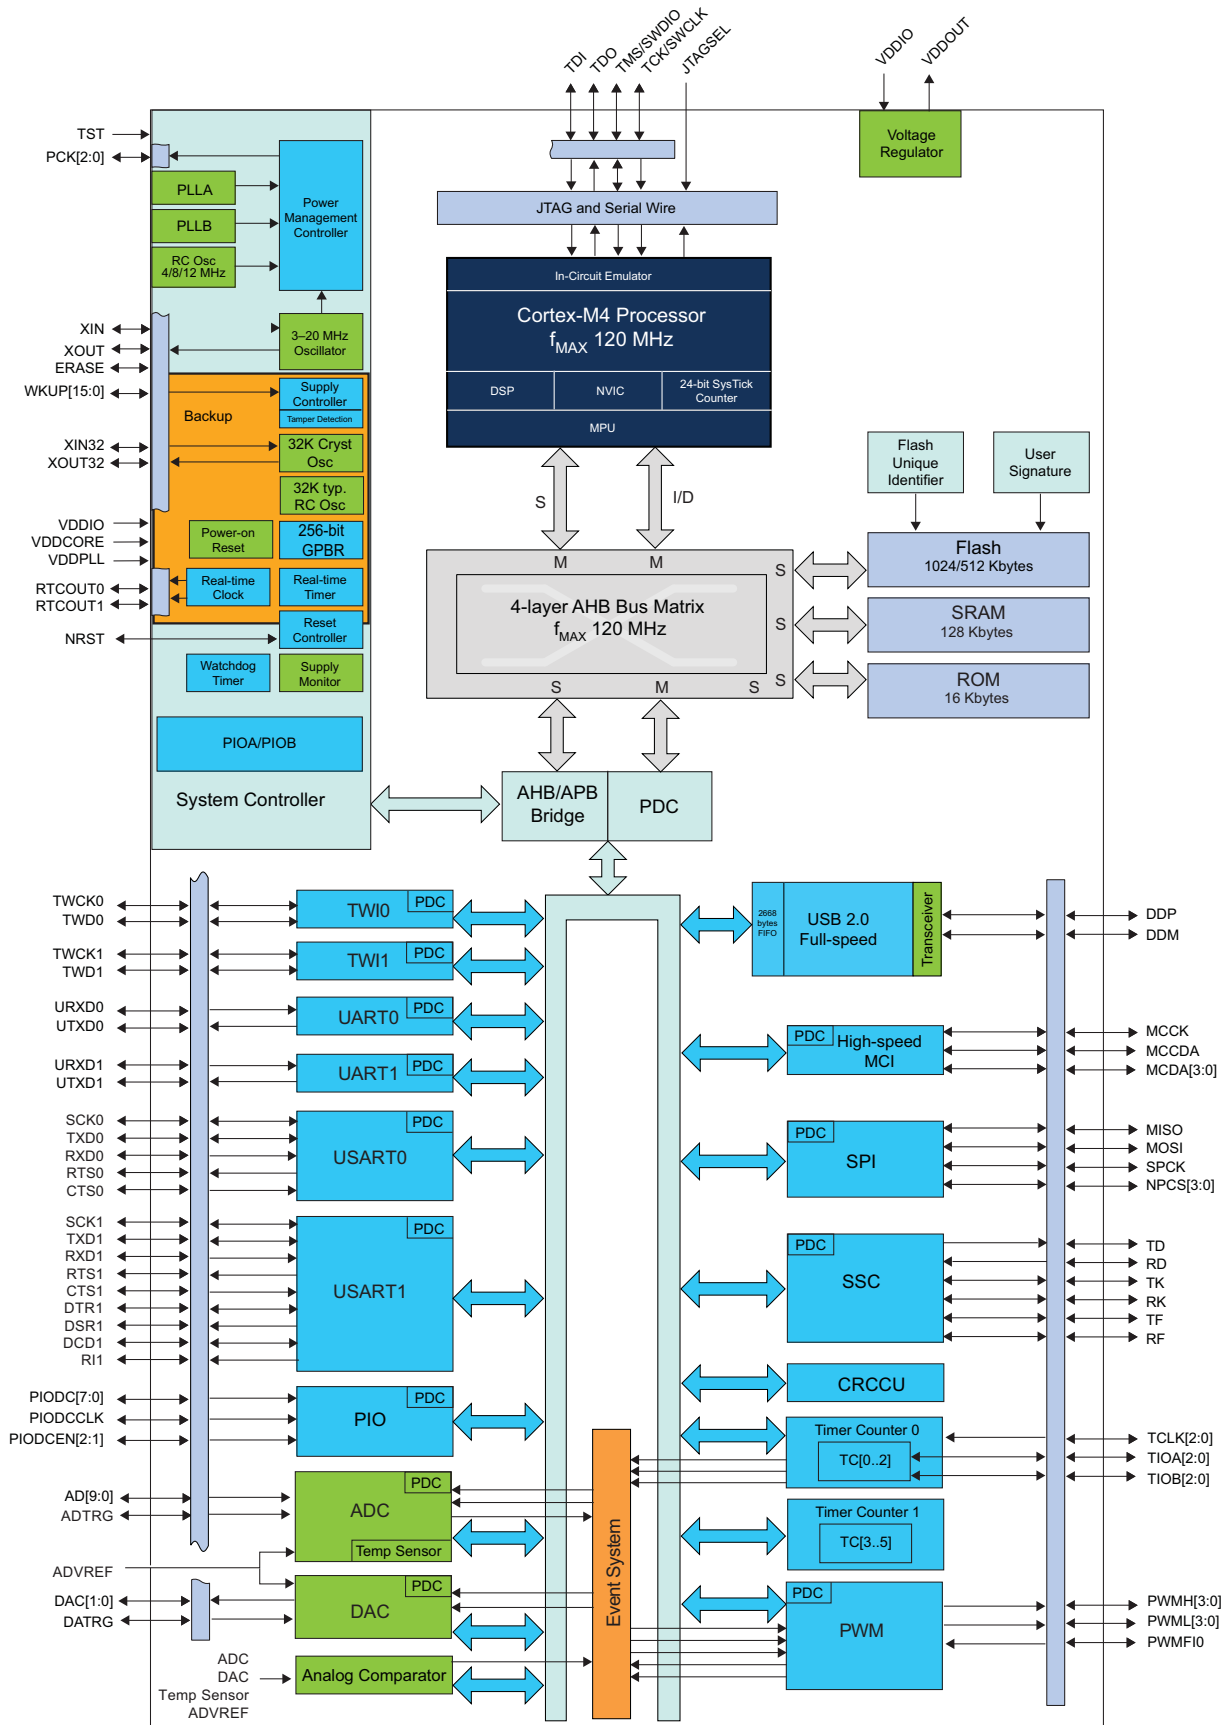 TDI
TDO
TMS/SWDIO
TCK/SWCLK
JTAGSEL
VDDIO
VDDOUT
TST
PCK[2:0]
PLLA
PLLB
RC Osc
4/8/12 MHz
Power
Management
Controller
Voltage
Regulator
JTAG and Serial Wire
In-Circuit Emulator
Cortex-M4 Processor
fMAX 120 MHz
DSP
NVIC
24-bit SysTick
Counter
MPU
XIN
XOUT
ERASE
WKUP[15:0]
XIN32
XOUT32
VDDIO
VDDCORE
VDDPLL
RTCOUT0
RTCOUT1
NRST
3–20 MHz
Oscillator
Backup
Supply
Controller
Tamper Detection
32K Cryst
Osc
32K typ.
RC Osc
Power-on
Reset
256-bit
GPBR
Real-time
Clock
Real-time
Timer
Reset
Controller
Watchdog
Timer
Supply
Monitor
PIOA/PIOB
System Controller
S
I/D
M
M
S
S
S
S
M
S
4-layer AHB Bus Matrix
fMAX 120 MHz
Flash
Unique
Identifier
User
Signature
Flash
1024/512 Kbytes
SRAM
128 Kbytes
ROM
16 Kbytes
AHB/APB
Bridge
PDC
TWCK0
TWD0
TWI0
PDC
TWCK1
TWD1
TWI1
PDC
URXD0
UTXD0
UART0
PDC
URXD1
UTXD1
UART1
PDC
SCK0
TXD0
RXD0
RTS0
CTS0
USART0
PDC
SCK1
TXD1
RXD1
RTS1
CTS1
DTR1
DSR1
DCD1
RI1
USART1
PDC
PIODC[7:0]
PIODCCLK
PIODCEN[2:1]
PIO
PDC
AD[9:0]
ADTRG
ADC
PDC
Temp Sensor
ADVREF
DAC[1:0]
DATRG
DAC
PDC
ADC
DAC
Temp Sensor
ADVREF
Analog Comparator
Event System
2668
bytes
FIFO
USB 2.0
Full-speed
Transceiver
DDP
DDM
PDC
High-speed
MCI
MCCK
MCCDA
MCDA[3:0]
PDC
SPI
MISO
MOSI
SPCK
NPCS[3:0]
PDC
SSC
TD
RD
TK
RK
TF
RF
CRCCU
Timer Counter 0
TC[0..2]
TCLK[2:0]
TIOA[2:0]
TIOB[2:0]
Timer Counter 1
TC[3..5]
PDC
PWM
PWMH[3:0]
PWML[3:0]
PWMFI0